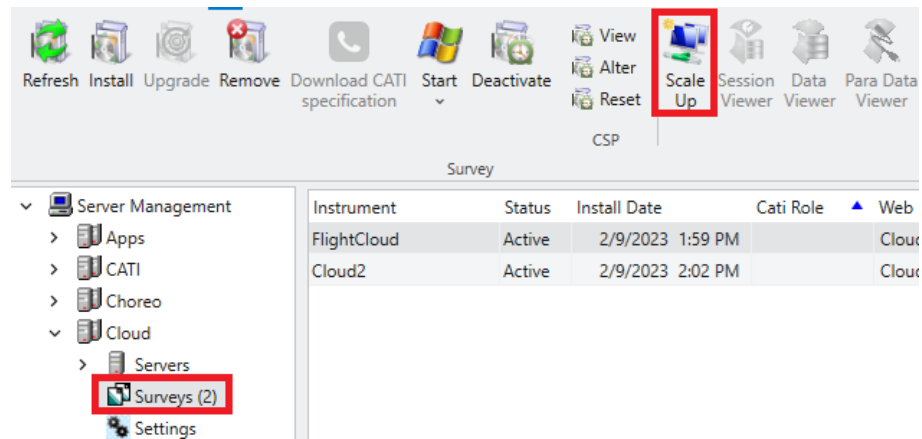 Refresh Install Upgrade Remove Download CATI specification Start Deactivate
View
Alter
Reset
CSP
Scale Up Session Viewer Data Viewer Para Data Viewer
Survey
Server Management
Apps
CATI
Choreo
Cloud
Servers
Surveys (2)
Settings
Instrument Status Install Date Cati Role Web
FlightCloud Active 2/9/2023 1:59 PM Cloud
Cloud2 Active 2/9/2023 2:02 PM Cloud